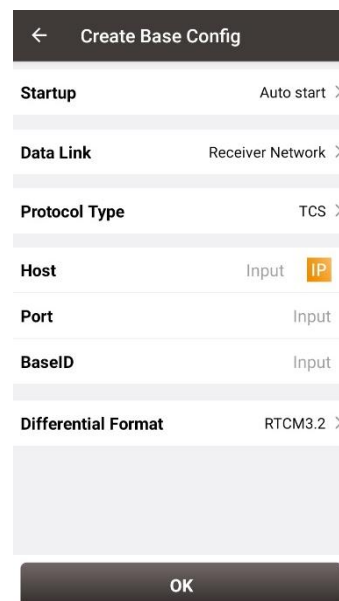 Create Base Config
Startup Auto start
Data Link Receiver Network
Protocol Type TCS
Host Input IP
Port Input
BaseID Input
Differential Format RTCM3.2
OK